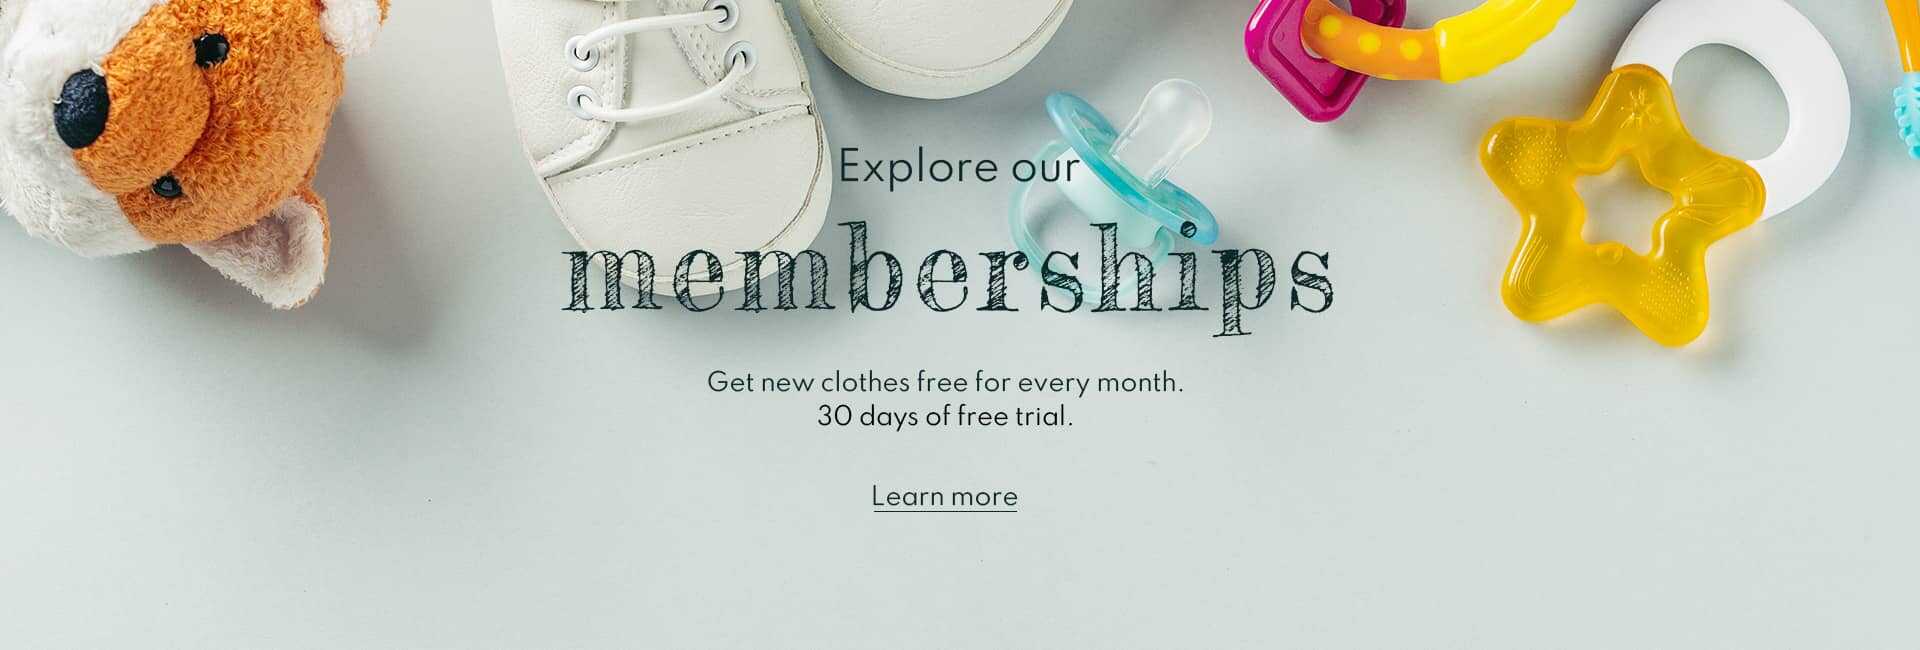 Explore our
memberships
Get new clothes free for every month.
30 days of free trial.
Learn more